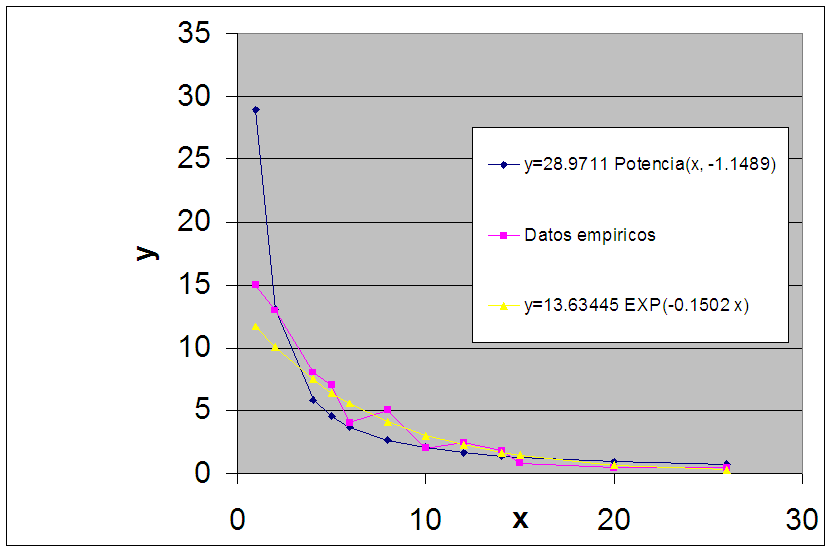 35
30
25
20
15
10
5
0
y
y=28.9711 Potencia(x, -1.1489)
Datos empiricos
y=13.63445 EXP(-0.1502 x)
0 10 20 30
x